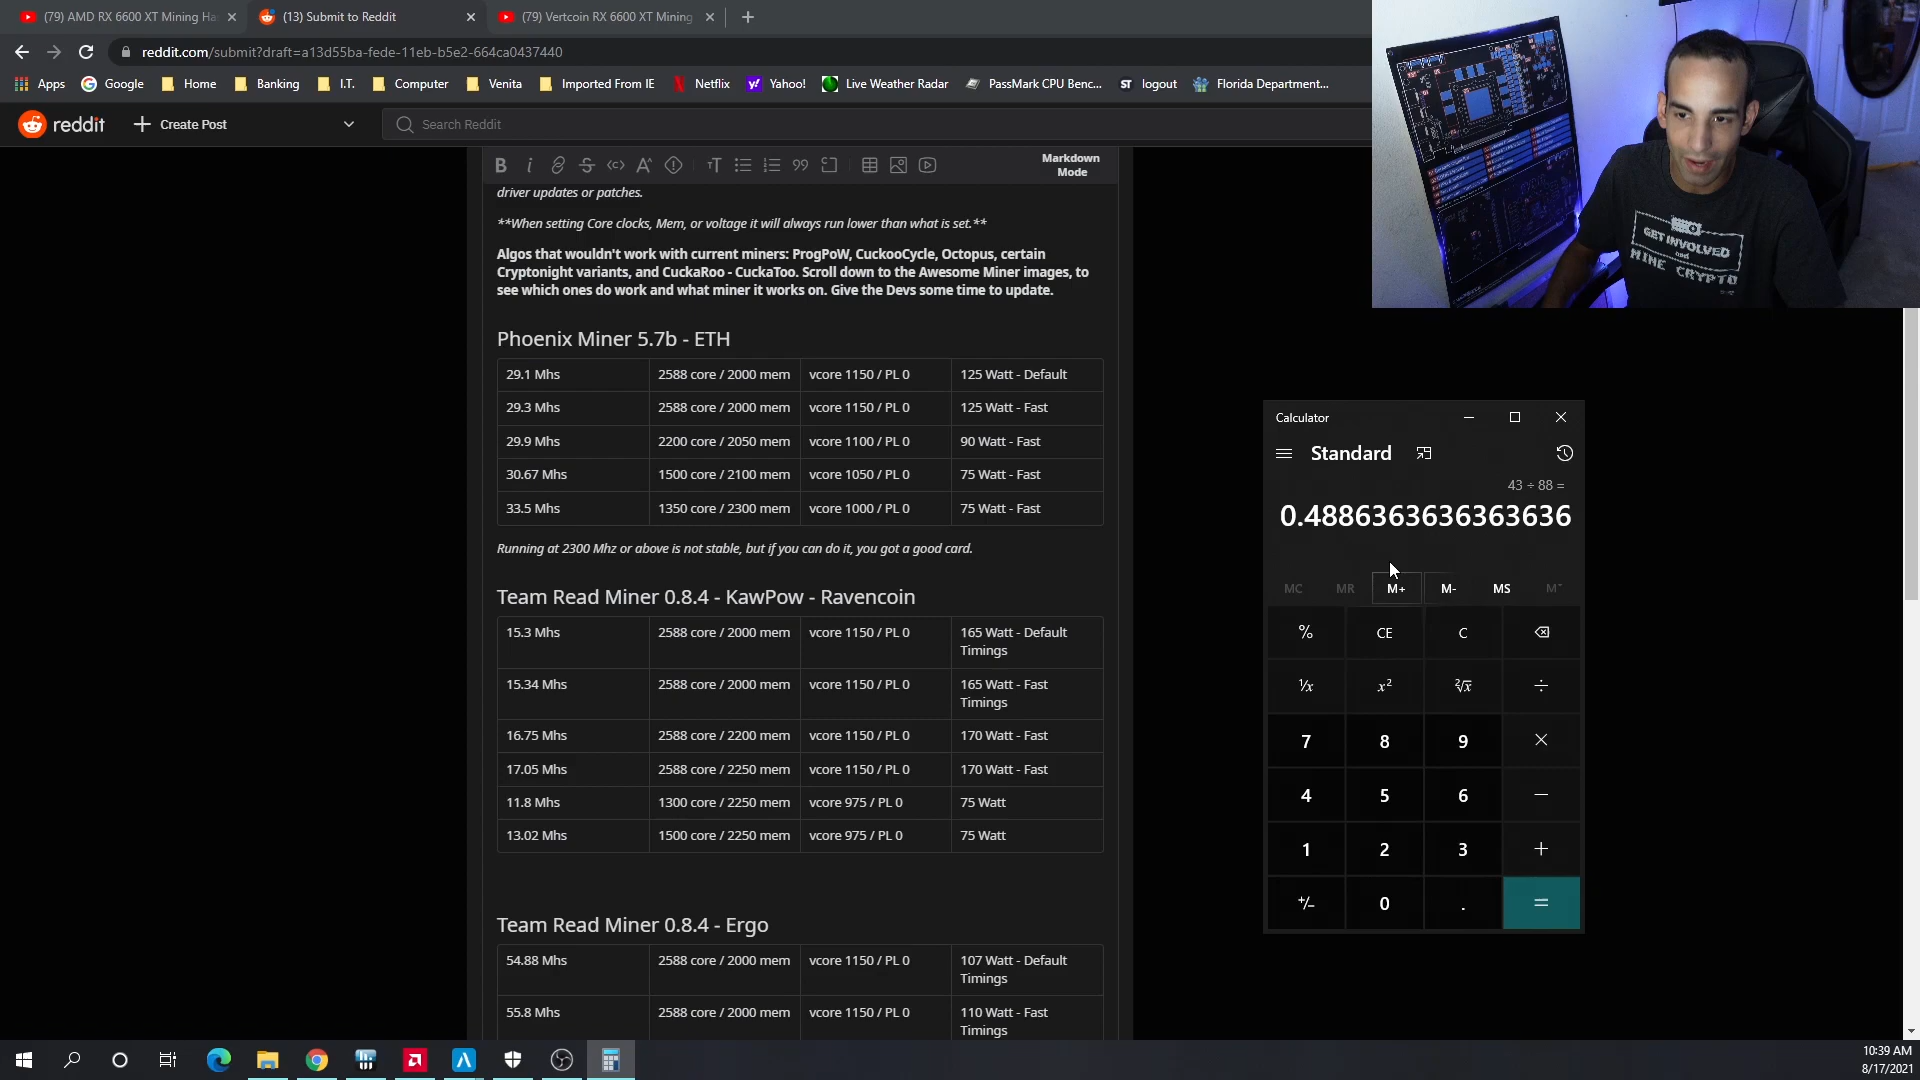 (79) AMD RX 6600 XT Mining Ha
(13) Submit to Reddit
(79) Vertcoin RX 6600 XT Mining
reddit.com/submit?draft=a13d55ba-fede-11eb-b5e2-664ca0437440
Apps Google Home Banking I.T. Computer Venita Imported From IE Netflix Yahoo! Live Weather Radar PassMark CPU Benc... ST logout Florida Department...
reddit Create Post Search Reddit
Markdown
Mode
driver updates or patches.
**When setting Core clocks, Mem, or voltage it will always run lower than what is set.**
Algos that wouldn't work with current miners: ProgPoW, CuckooCycle, Octopus, certain
Cryptonight variants, and CuckaRoo - CuckaToo. Scroll down to the Awesome Miner images, to
see which ones do work and what miner it works on. Give the Devs some time to update.
Phoenix Miner 5.7b - ETH
29.1 Mhs 2588 core / 2000 mem vcore 1150 / PL 0 125 Watt - Default
29.3 Mhs 2588 core / 2000 mem vcore 1150 / PL 0 125 Watt - Fast
29.9 Mhs 2200 core / 2050 mem vcore 1100 / PL 0 90 Watt - Fast
30.67 Mhs 1500 core / 2100 mem vcore 1050 / PL 0 75 Watt - Fast
33.5 Mhs 1350 core / 2300 mem vcore 1000 / PL 0 75 Watt - Fast
Running at 2300 Mhz or above is not stable, but if you can do it, you got a good card.
Team Read Miner 0.8.4 - KawPow - Ravencoin
15.3 Mhs 2588 core / 2000 mem vcore 1150 / PL 0 165 Watt - Default
Timings
15.34 Mhs 2588 core / 2000 mem vcore 1150 / PL 0 165 Watt - Fast
Timings
16.75 Mhs 2588 core / 2200 mem vcore 1150 / PL 0 170 Watt - Fast
17.05 Mhs 2588 core / 2250 mem vcore 1150 / PL 0 170 Watt - Fast
11.8 Mhs 1300 core / 2250 mem vcore 975 / PL 0 75 Watt
13.02 Mhs 1500 core / 2250 mem vcore 975 / PL 0 75 Watt
Team Read Miner 0.8.4 - Ergo
54.88 Mhs 2588 core / 2000 mem vcore 1150 / PL 0 107 Watt - Default
Timings
55.8 Mhs 2588 core / 2000 mem vcore 1150 / PL 0 110 Watt - Fast
Timings
GET INVOLVED
and
MINE CRYPTO
Calculator
Standard
43 ÷ 88 =
0.4886363636363636
MC MR M+ M- MS M˅
% CE C
¹/x x² ²√x ÷
7 8 9 ×
4 5 6 −
1 2 3 +
+/− 0 . =
10:39 AM
8/17/2021